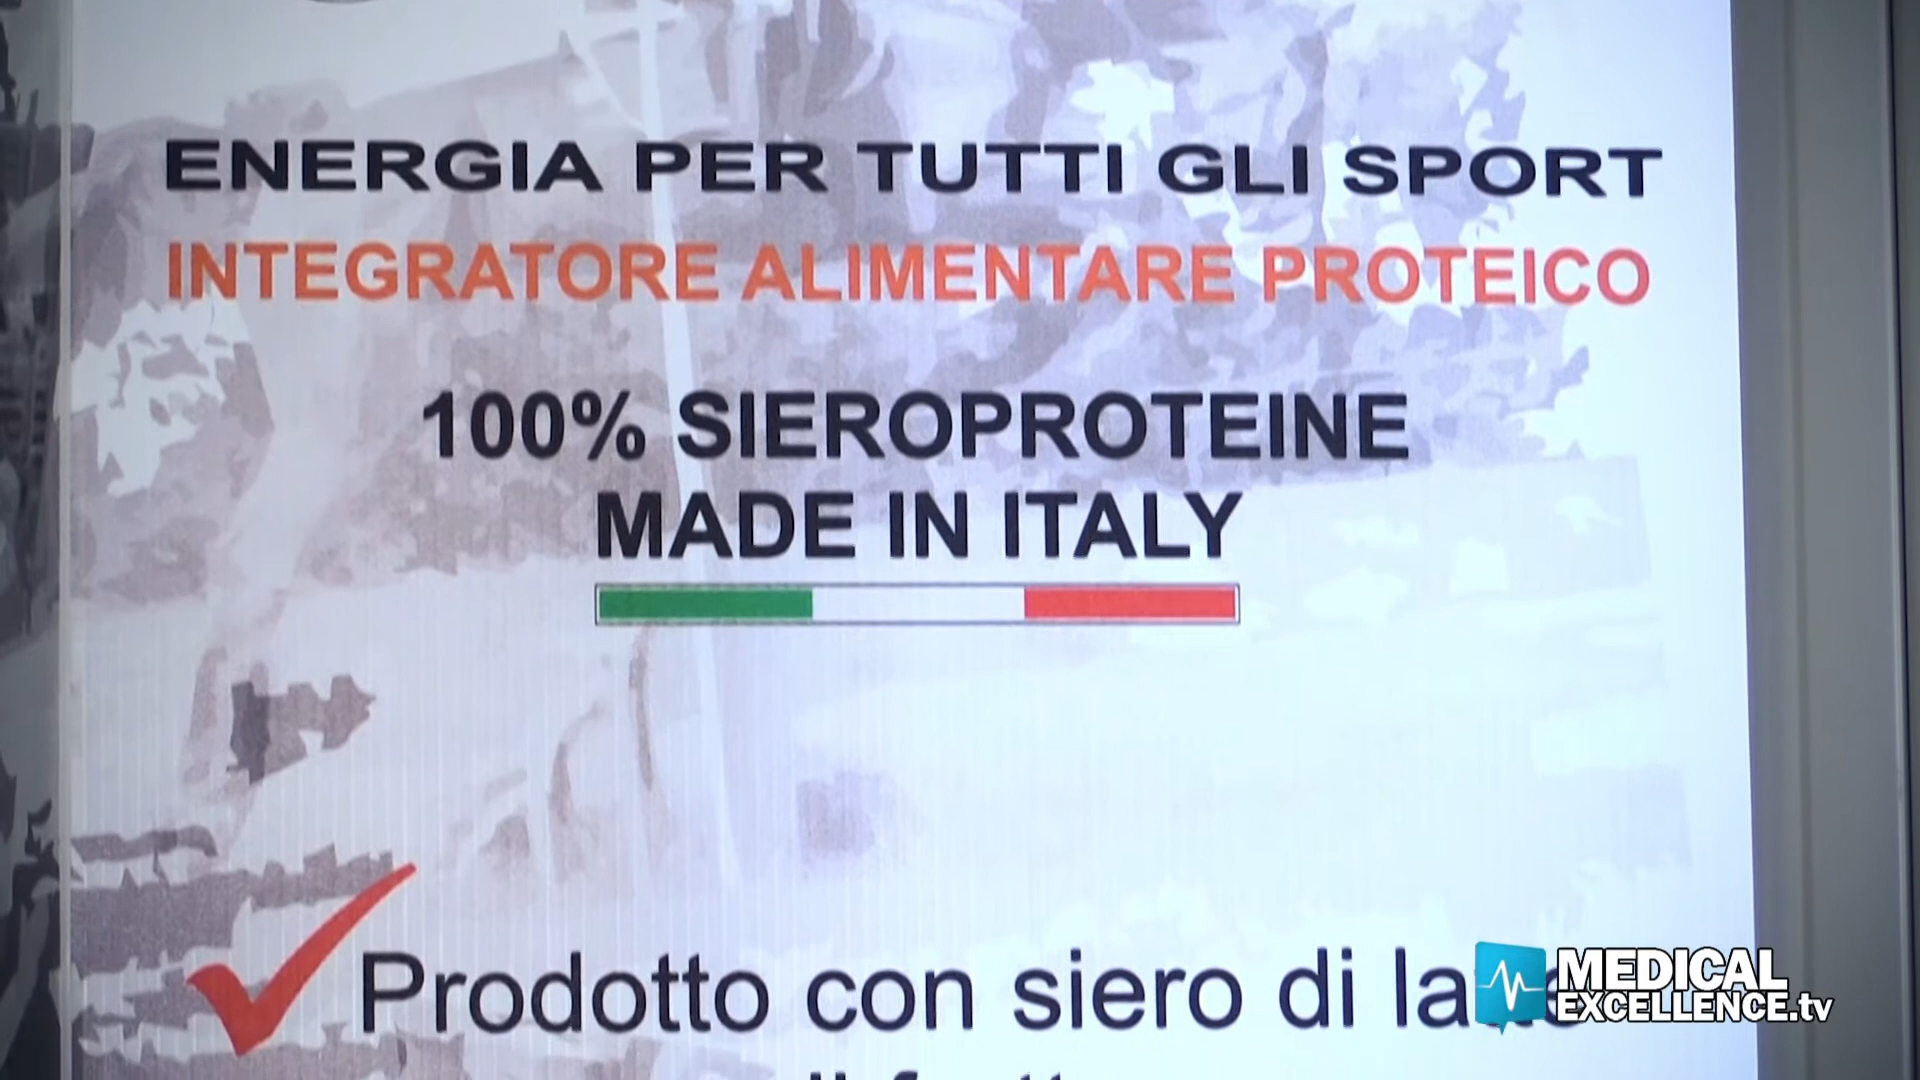 ENERGIA PER TUTTI GLI SPORT
INTEGRATORE ALIMENTARE PROTEICO
100% SIEROPROTEINE
MADE IN ITALY
Prodotto con siero di
MEDICAL
EXCELLENCE.tv